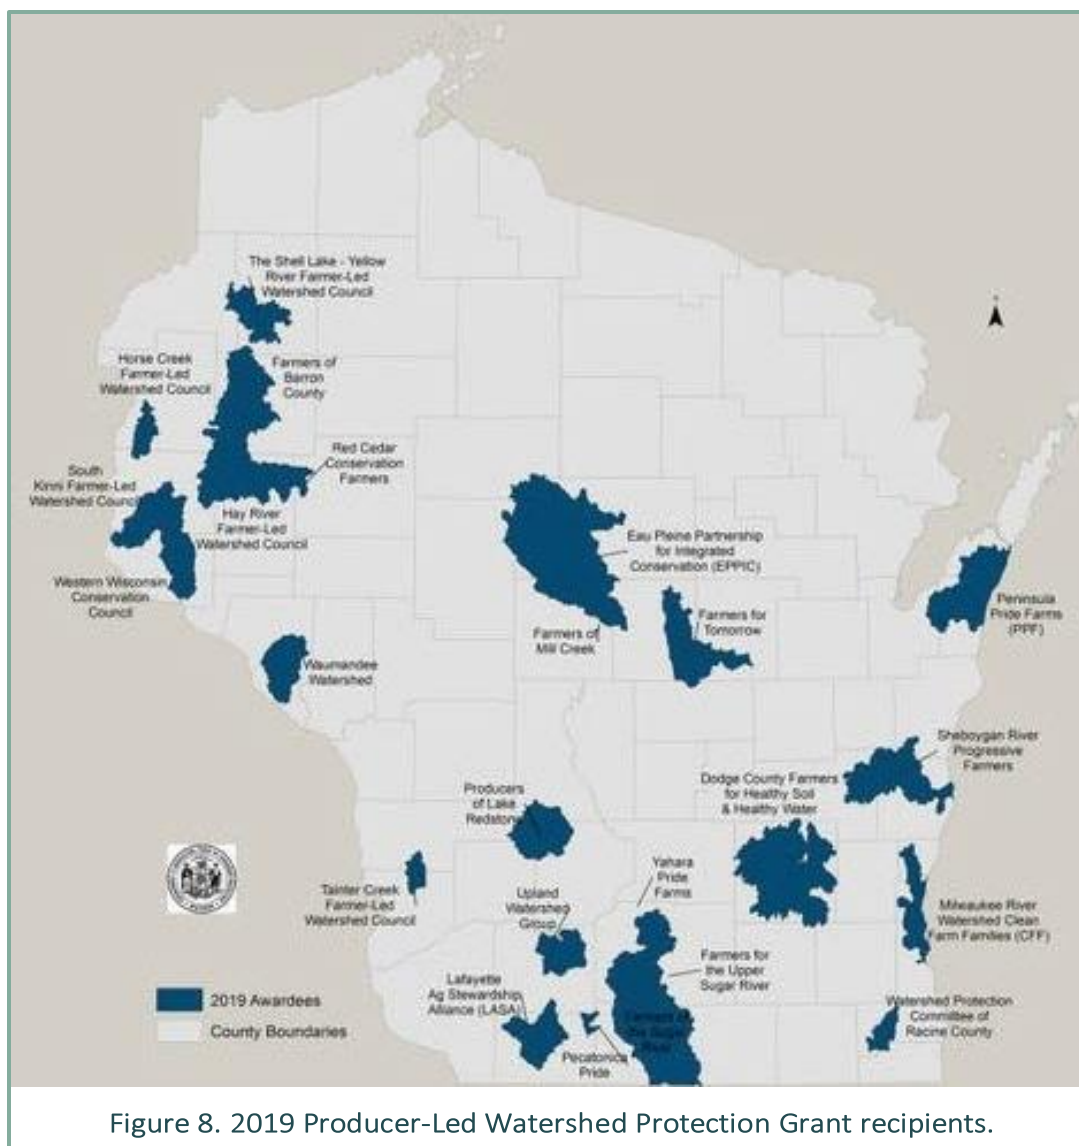 The Shell Lake - Yellow
River Farmer-Led
Watershed Council
Horse Creek
Farmer-Led
Watershed Council
Farmers of
Barron
County
Red Cedar
Conservation
Farmers
South
Kinni Farmer-Led
Watershed Council
Hay River
Farmer-Led
Watershed Council
Western Wisconsin
Conservation
Council
Eau Pleine Partnership
for Integrated
Conservation (EPPIC)
Farmers of
Mill Creek
Farmers for
Tomorrow
Peninsula
Pride Farms
(PPF)
Waumandee
Watershed
Sheboygan River
Progressive
Farmers
Dodge County Farmers
for Healthy Soil
& Healthy Water
Producers
of Lake
Redstone
Yahara
Pride
Farms
Tainter Creek
Farmer-Led
Watershed Council
Upland
Watershed
Group
Milwaukee River
Watershed Clean
Farm Families (CFF)
Farmers for
the Upper
Sugar River
Lafayette
Ag Stewardship
Alliance (LASA)
Farmers of
the Sugar
River
Pecatonica
Pride
Watershed Protection
Committee of
Racine County
2019 Awardees
County Boundaries
Figure 8. 2019 Producer-Led Watershed Protection Grant recipients.